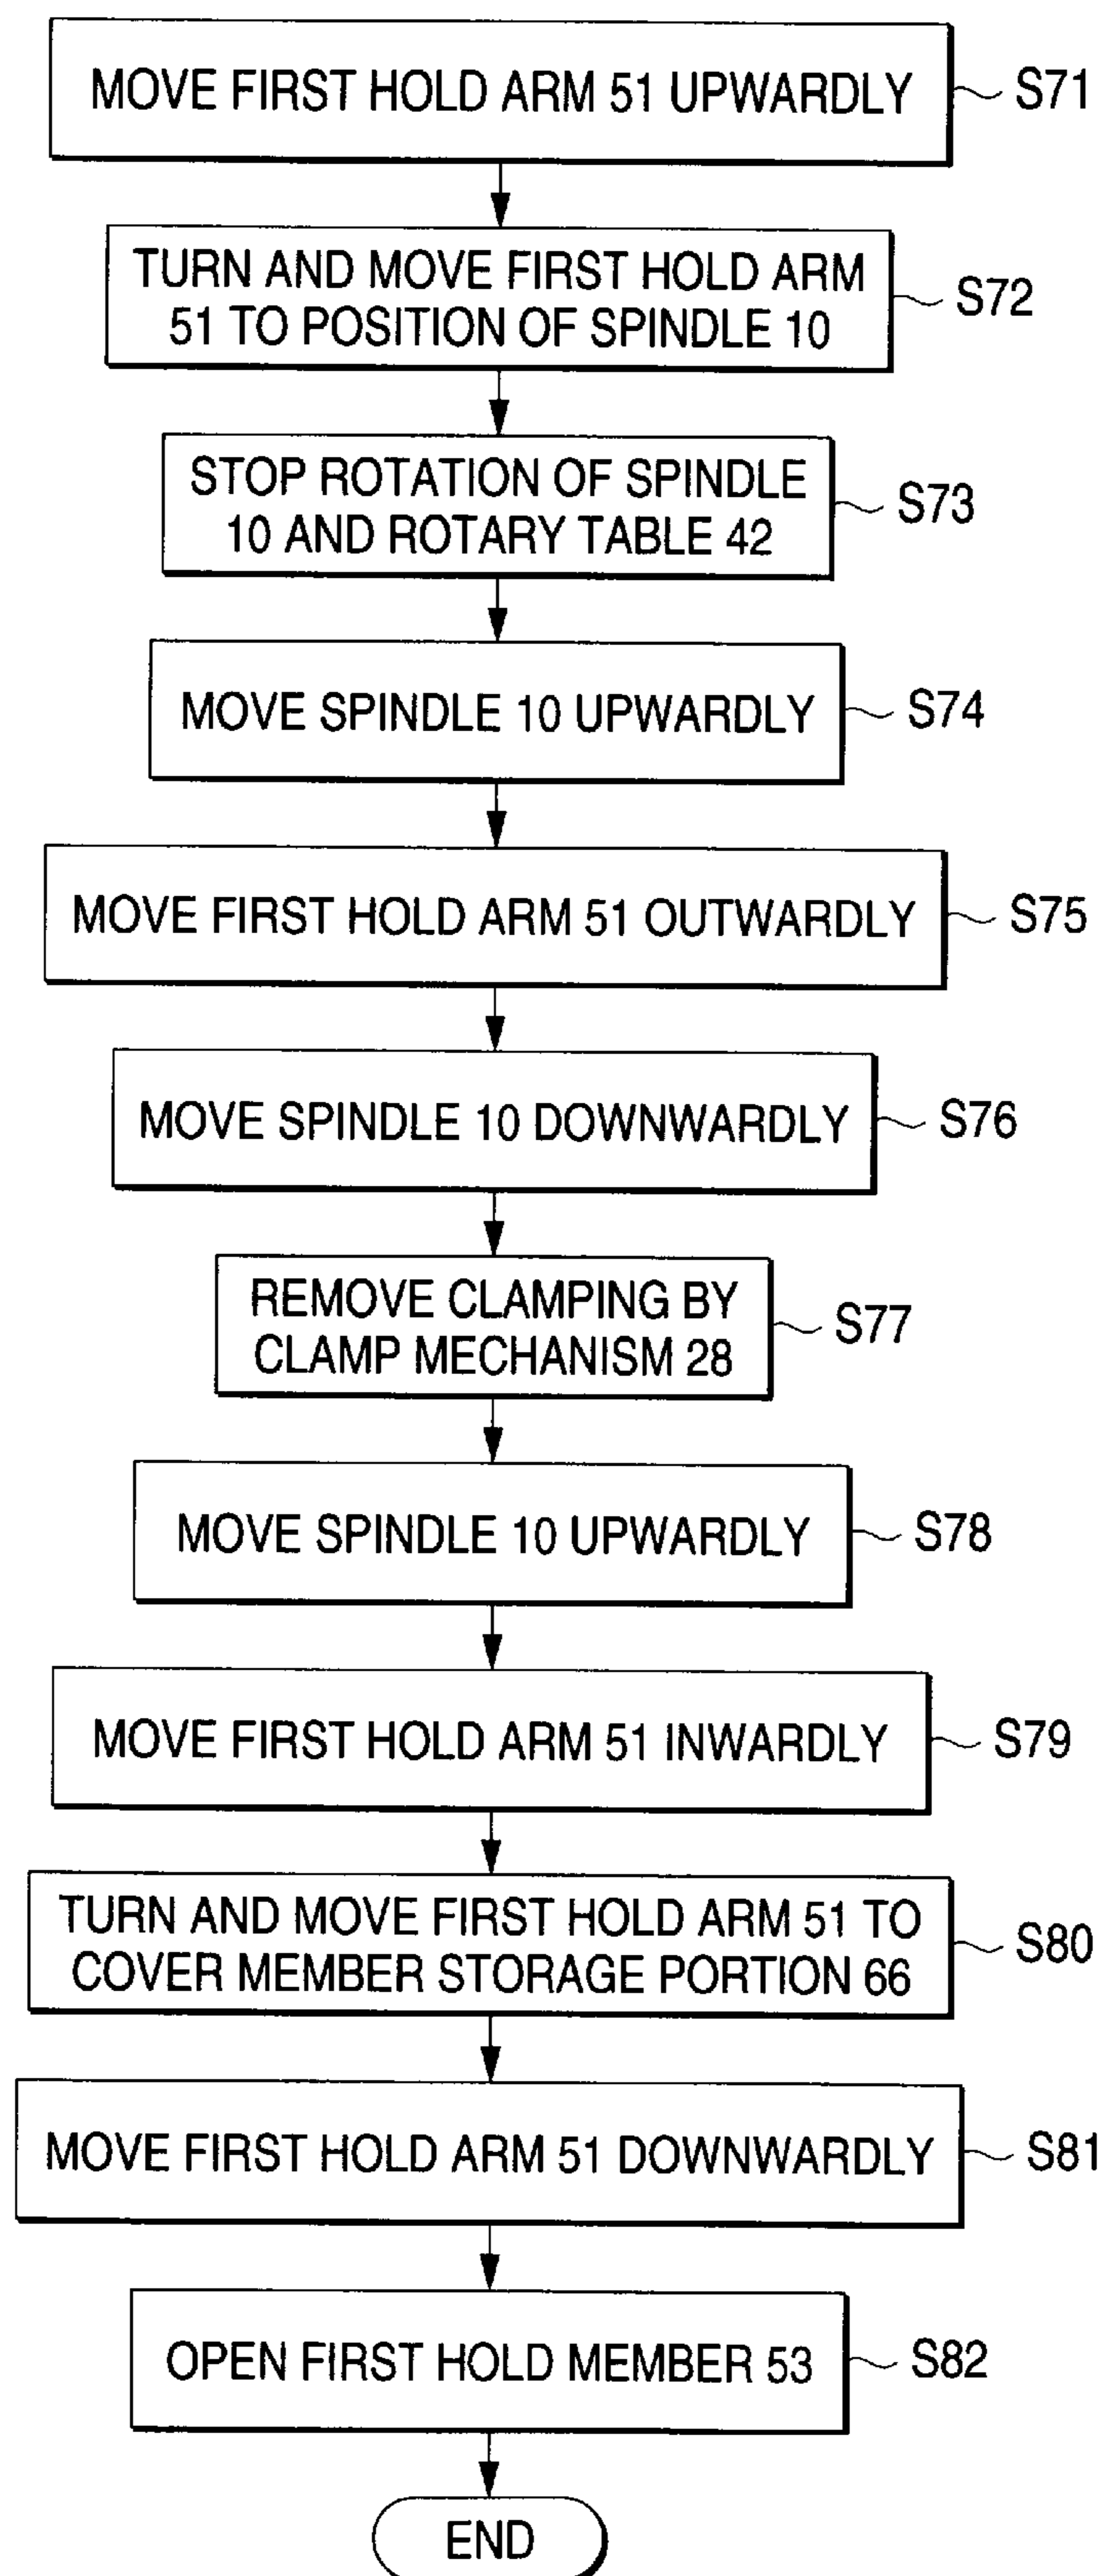 MOVE FIRST HOLD ARM 51 UPWARDLY
S71
TURN AND MOVE FIRST HOLD ARM
51 TO POSITION OF SPINDLE 10
S72
STOP ROTATION OF SPINDLE
10 AND ROTARY TABLE 42
S73
MOVE SPINDLE 10 UPWARDLY
S74
MOVE FIRST HOLD ARM 51 OUTWARDLY
S75
MOVE SPINDLE 10 DOWNWARDLY
S76
REMOVE CLAMPING BY
CLAMP MECHANISM 28
S77
MOVE SPINDLE 10 UPWARDLY
S78
MOVE FIRST HOLD ARM 51 INWARDLY
S79
TURN AND MOVE FIRST HOLD ARM 51 TO
COVER MEMBER STORAGE PORTION 66
S80
MOVE FIRST HOLD ARM 51 DOWNWARDLY
S81
OPEN FIRST HOLD MEMBER 53
S82
END